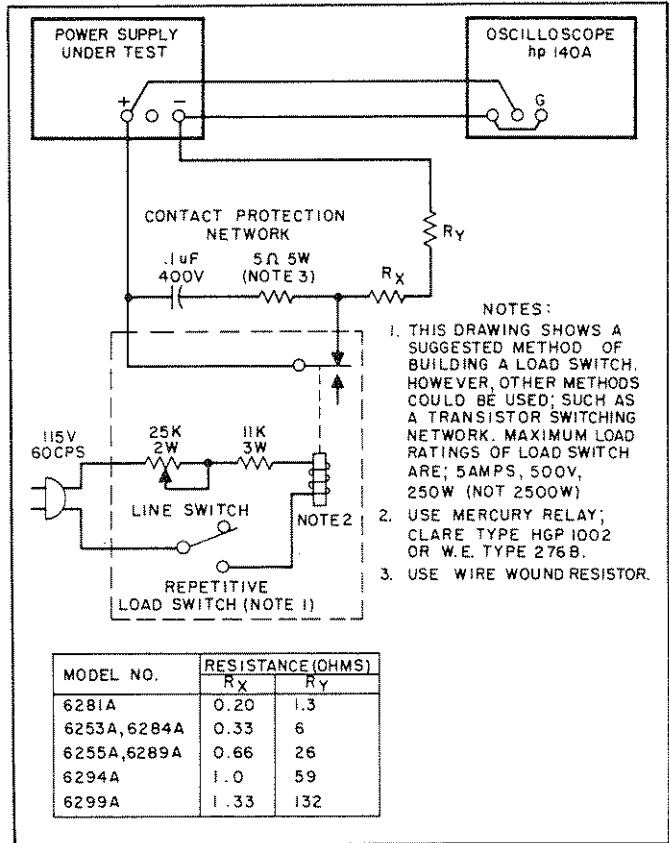 POWER SUPPLY
UNDER TEST
OSCILLOSCOPE
hp 140A
+
-
G
CONTACT PROTECTION
NETWORK
.1uF
400V
5Ω 5W
(NOTE 3)
RX
RY
NOTES:
1. THIS DRAWING SHOWS A
SUGGESTED METHOD OF
BUILDING A LOAD SWITCH.
HOWEVER, OTHER METHODS
COULD BE USED; SUCH AS
A TRANSISTOR SWITCHING
NETWORK. MAXIMUM LOAD
RATINGS OF LOAD SWITCH
ARE; 5AMPS, 500V,
250W (NOT 2500W)
2. USE MERCURY RELAY;
CLARE TYPE HGP 1002
OR W.E. TYPE 276B.
3. USE WIRE WOUND RESISTOR.
115V
60CPS
25K
2W
11K
3W
LINE SWITCH
NOTE 2
REPETITIVE
LOAD SWITCH (NOTE 1)
MODEL NO. RESISTANCE(OHMS)
RX RY
6281A 0.20 1.3
6253A,6284A 0.33 6
6255A,6289A 0.66 26
6294A 1.0 59
6299A 1.33 132